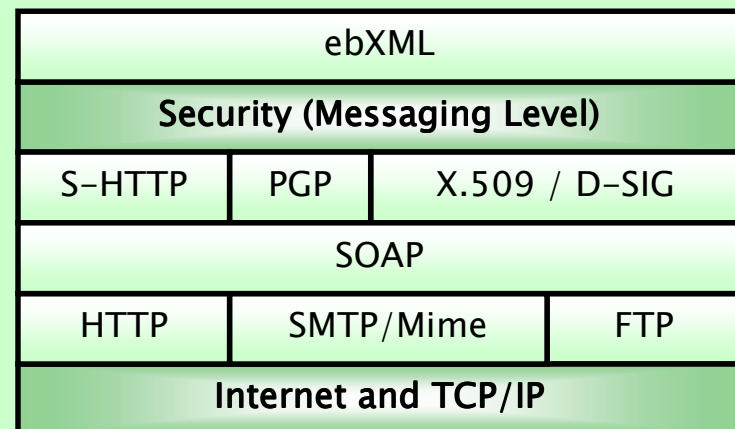 ebXML
Security (Messaging Level)
S-HTTP PGP X.509 / D-SIG
SOAP
HTTP SMTP/Mime FTP
Internet and TCP/IP